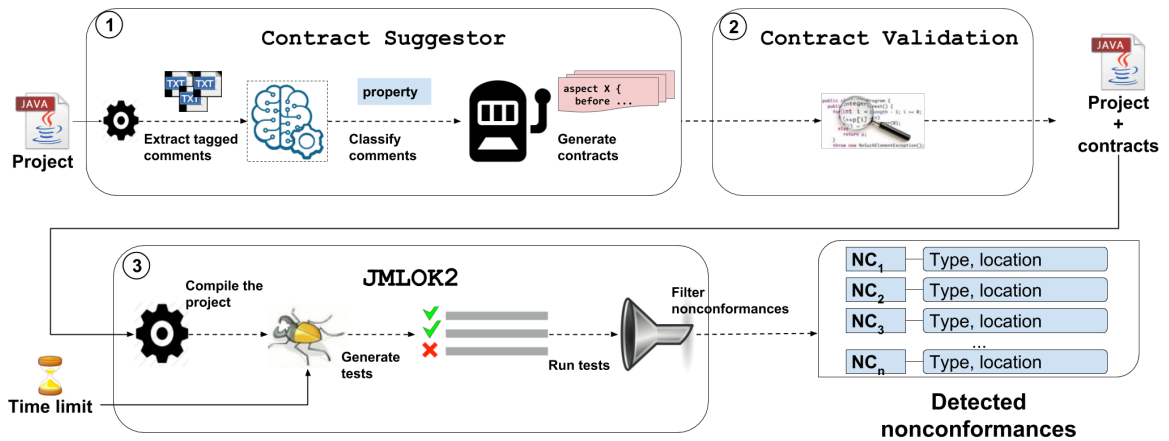 1
Contract Suggestor
2
Contract Validation
JAVA
Project
TXT TXT
TXT
Extract tagged
comments
property
Classify
comments
aspect X {
before ...
Generate
contracts
JAVA
Project
+
contracts
3
JMLOK2
Compile the
project
Generate
tests
Run tests
Filter
nonconformances
Time limit
NC1 Type, location
NC2 Type, location
NC3 Type, location
...
NCn Type, location
Detected
nonconformances